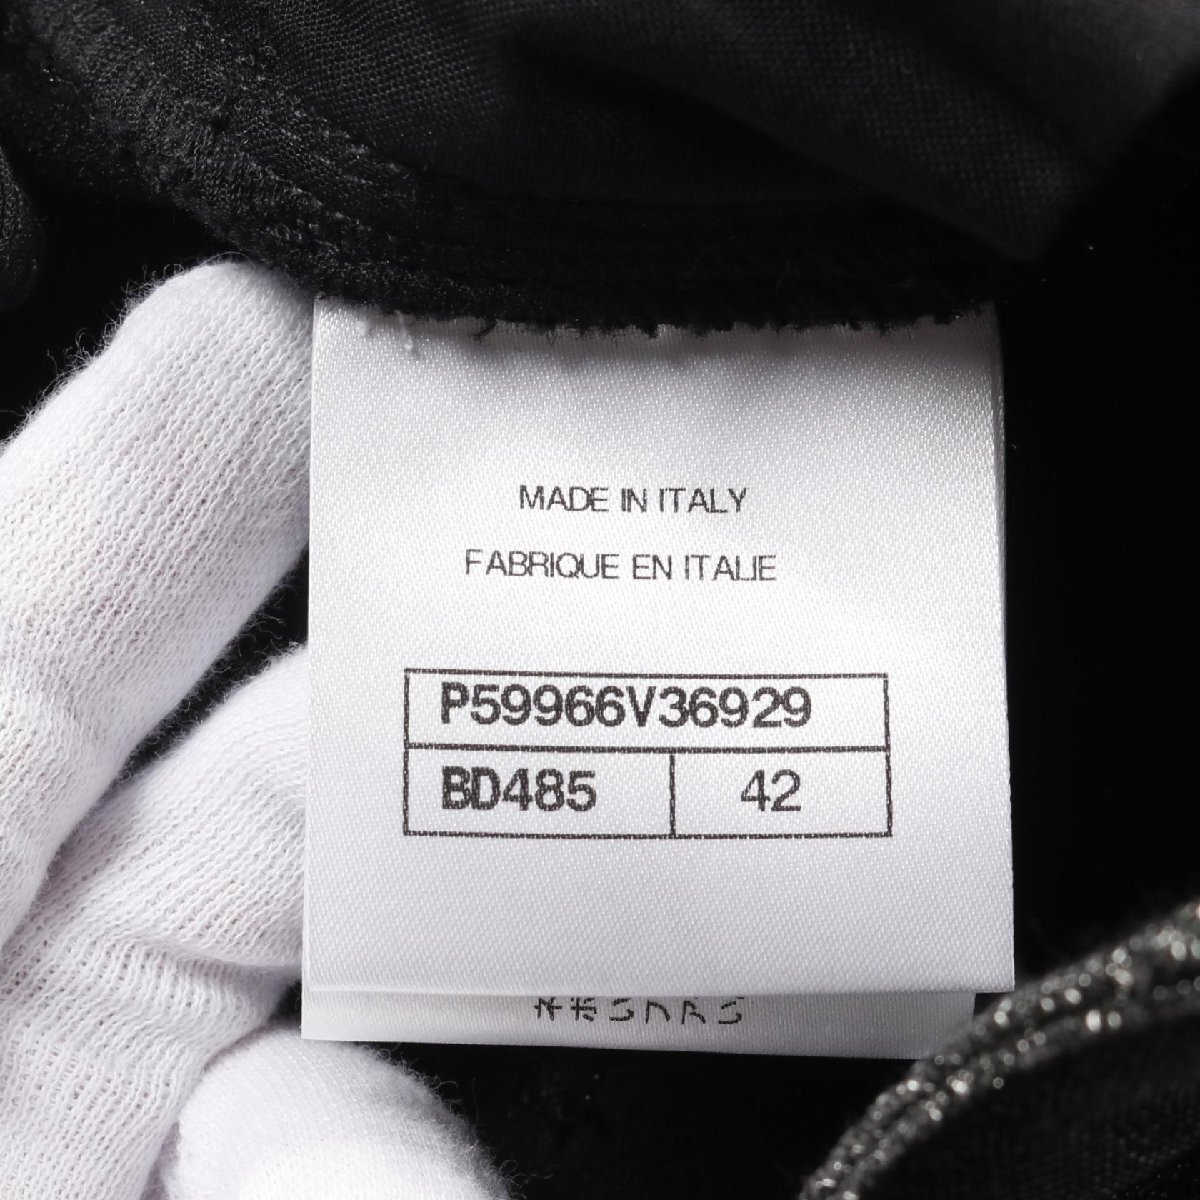 MADE IN ITALY
FABRIQUE EN ITALIE
P59966V36929
BD485 42